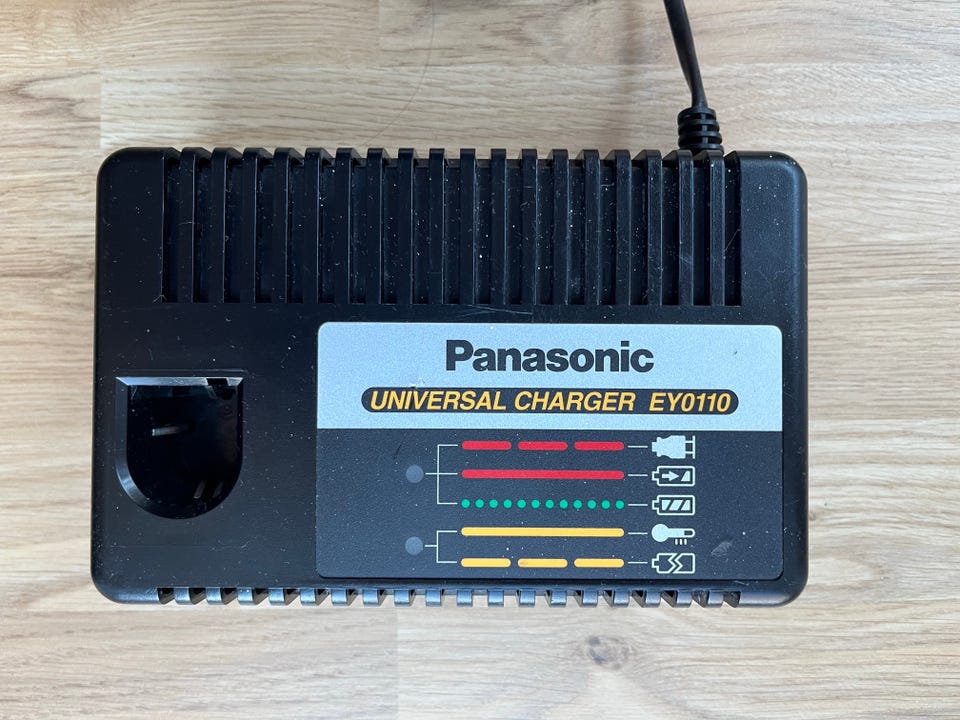 Panasonic
UNIVERSAL CHARGER EY0110